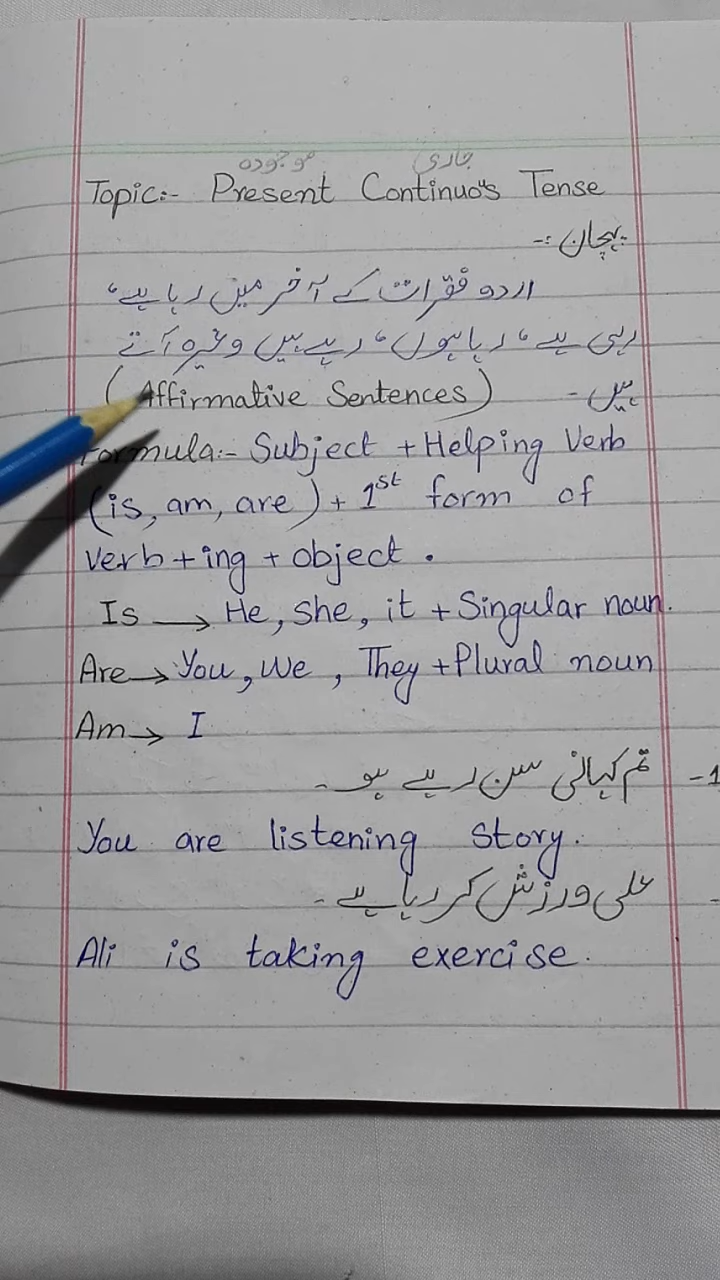 موجودہ جاری
Topic:- Present Continuo's Tense
پہچان :-
اردو فقرات کے آخر میں رہا ہے،
رہی ہے، رہا ہوں، رہے ہیں وغیرہ آتے
ہیں -
(Affirmative Sentences)
Formula:- Subject + Helping Verb
(is, am, are) + 1st form of
verb + ing + object .
Is → He, She, it + Singular noun.
Are → You, We, They + Plural noun
Am → I
1- تم کہانی سن رہے ہو -
You are listening story.
- علی ورزش کر رہا ہے -
Ali is taking exercise.